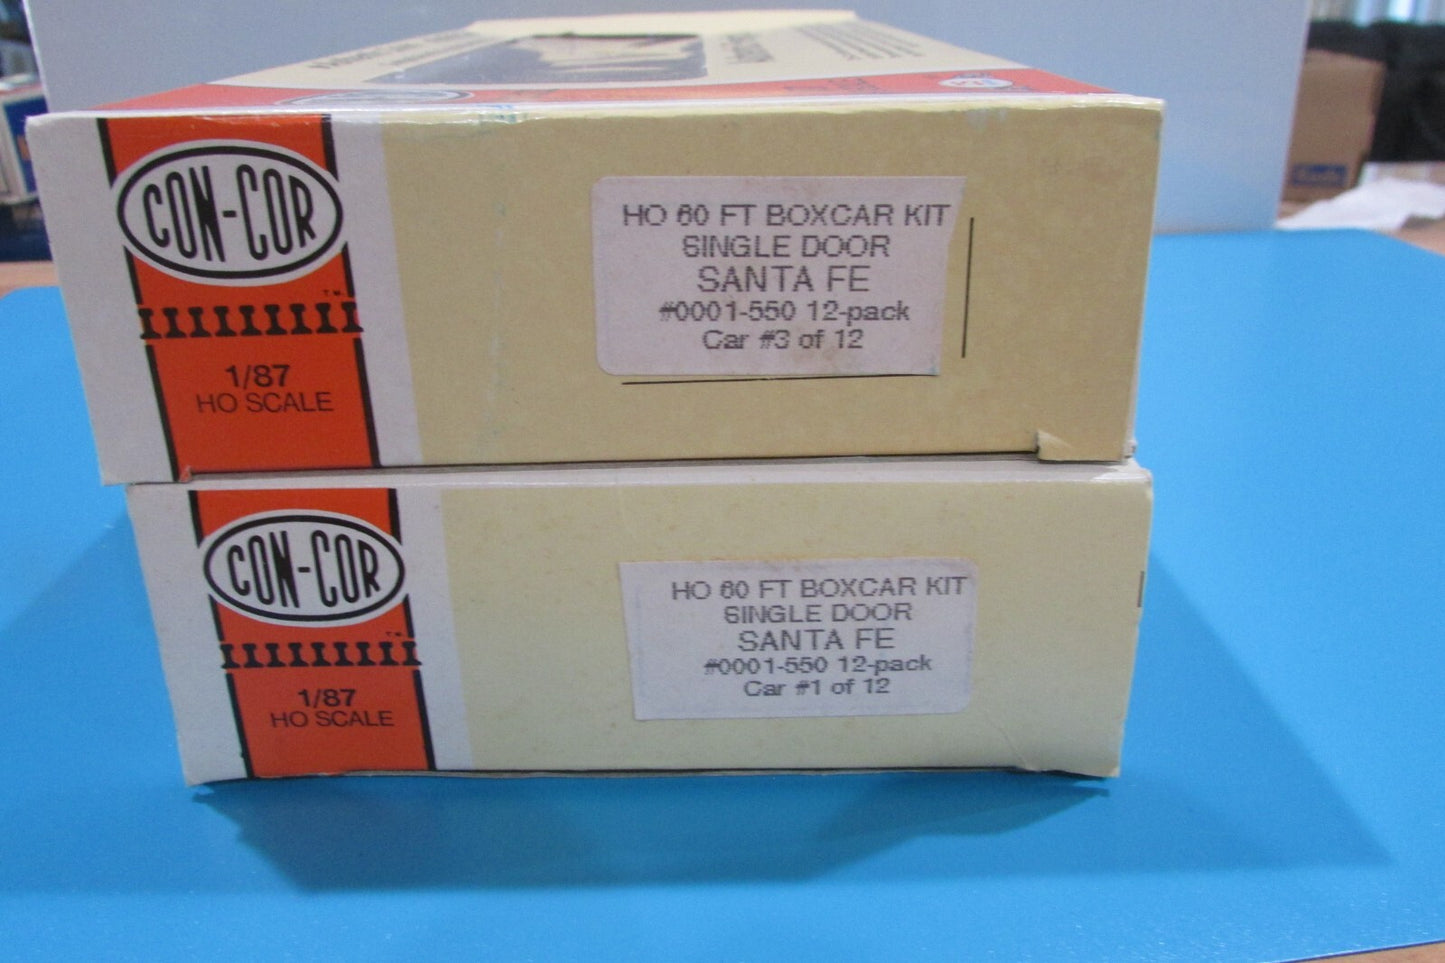 CON-COR
TM
1/87
HO SCALE
HO 60 FT BOXCAR KIT
SINGLE DOOR
SANTA FE
#0001-550 12-pack
Car #3 of 12
CON-COR
TM
1/87
HO SCALE
HO 60 FT BOXCAR KIT
SINGLE DOOR
SANTA FE
#0001-550 12-pack
Car #1 of 12